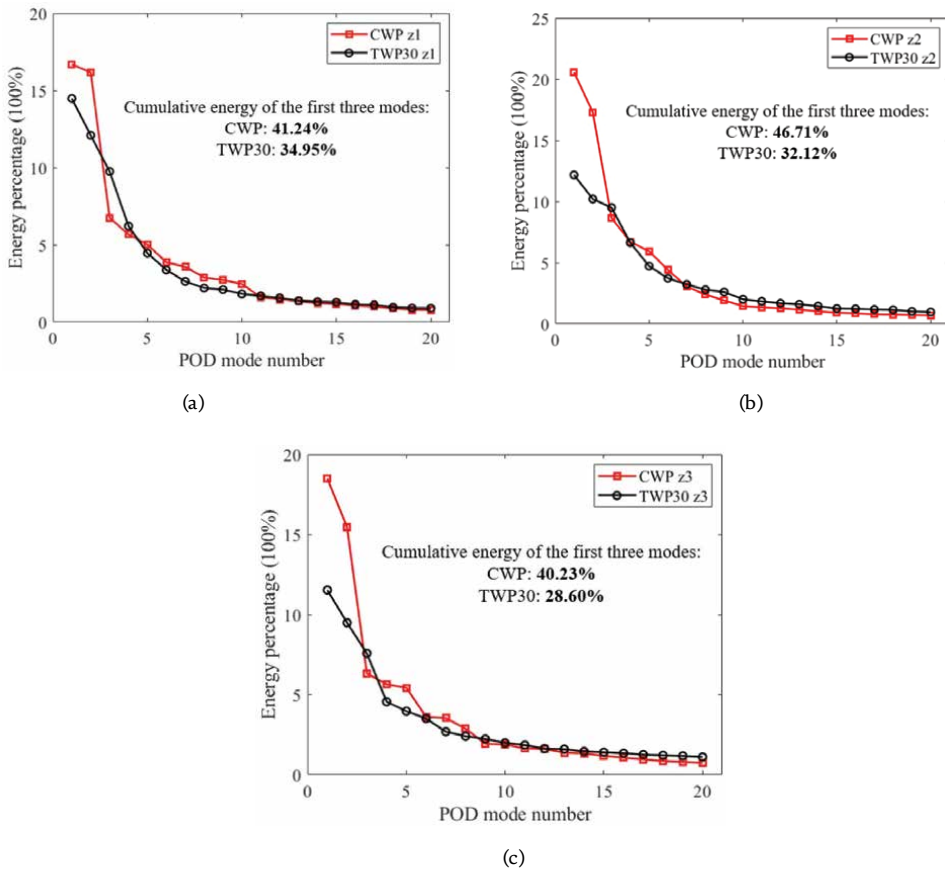 20
15
10
5
0
Energy percentage (100%)
CWP z1
TWP30 z1
Cumulative energy of the first three modes:
CWP: 41.24%
TWP30: 34.95%
0 5 10 15 20
POD mode number
(a)
25
20
15
10
5
0
Energy percentage (100%)
CWP z2
TWP30 z2
Cumulative energy of the first three modes:
CWP: 46.71%
TWP30: 32.12%
0 5 10 15 20
POD mode number
(b)
20
15
10
5
0
Energy percentage (100%)
CWP z3
TWP30 z3
Cumulative energy of the first three modes:
CWP: 40.23%
TWP30: 28.60%
0 5 10 15 20
POD mode number
(c)